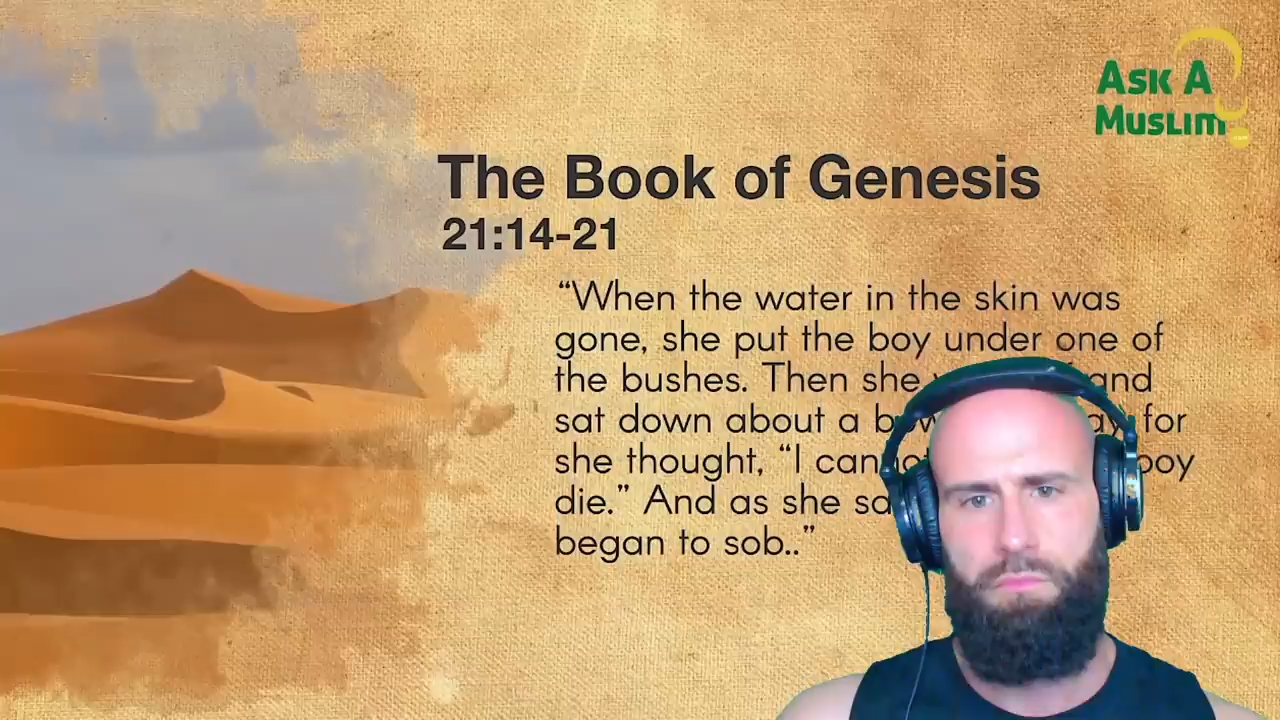 Ask A
Muslim
The Book of Genesis
21:14-21
“When the water in the skin was
gone, she put the boy under one of
the bushes. Then she and
sat down about a for
she thought, “I boy
die.” And as she
began to sob..”